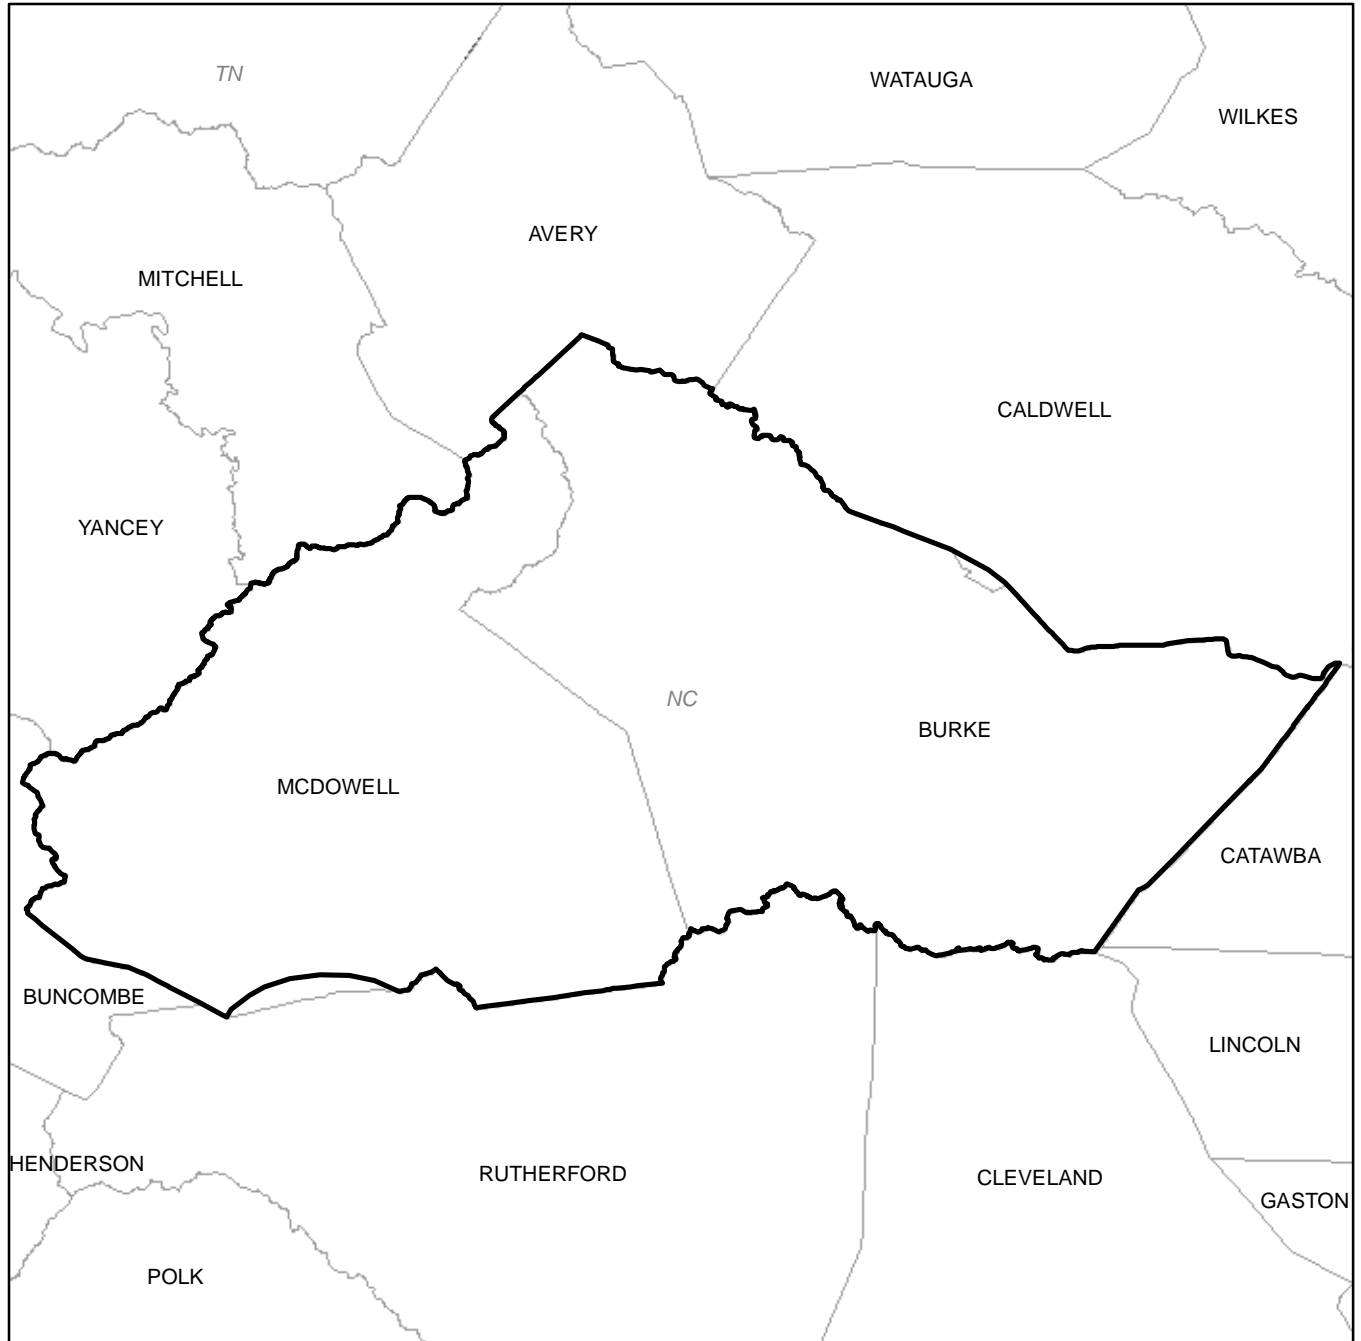 TN
WATAUGA
WILKES
AVERY
MITCHELL
CALDWELL
YANCEY
NC
BURKE
MCDOWELL
CATAWBA
BUNCOMBE
LINCOLN
HENDERSON
RUTHERFORD
CLEVELAND
GASTON
POLK